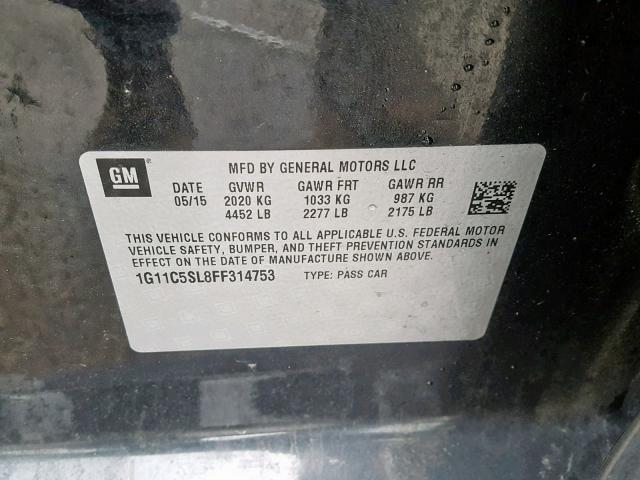 GM
MFD BY GENERAL MOTORS LLC
DATE GVWR GAWR FRT GAWR RR
05/15 2020 KG 1033 KG 987 KG
4452 LB 2277 LB 2175 LB
THIS VEHICLE CONFORMS TO ALL APPLICABLE U.S. FEDERAL MOTOR
VEHICLE SAFETY, BUMPER, AND THEFT PREVENTION STANDARDS IN
EFFECT ON THE DATE OF MANUFACTURE SHOWN ABOVE.
1G11C5SL8FF314753 TYPE: PASS CAR